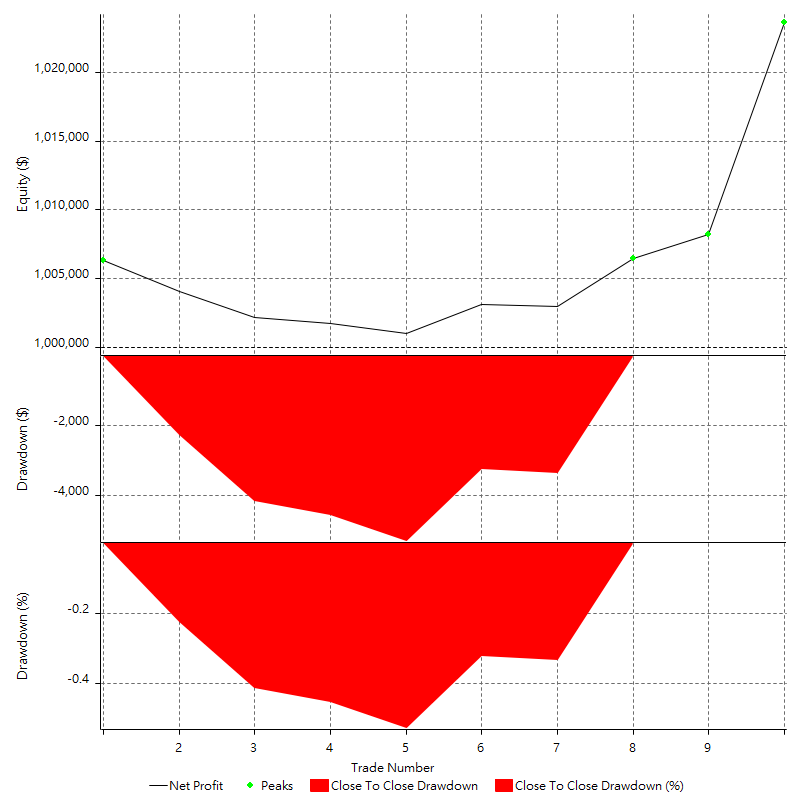 Equity ($)
1,020,000
1,015,000
1,010,000
1,005,000
1,000,000
Drawdown ($)
-2,000
-4,000
Drawdown (%)
-0.2
-0.4
2 3 4 5 6 7 8 9
Trade Number
Net Profit Peaks Close To Close Drawdown Close To Close Drawdown (%)